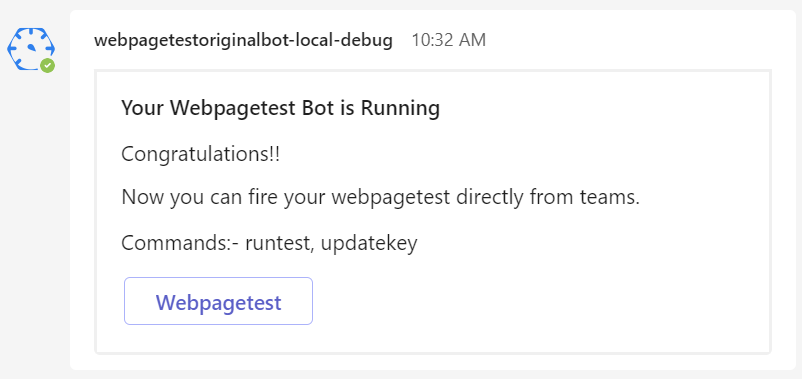 webpagetestoriginalbot-local-debug 10:32 AM
Your Webpagetest Bot is Running
Congratulations!!
Now you can fire your webpagetest directly from teams.
Commands:- runtest, updatekey
Webpagetest